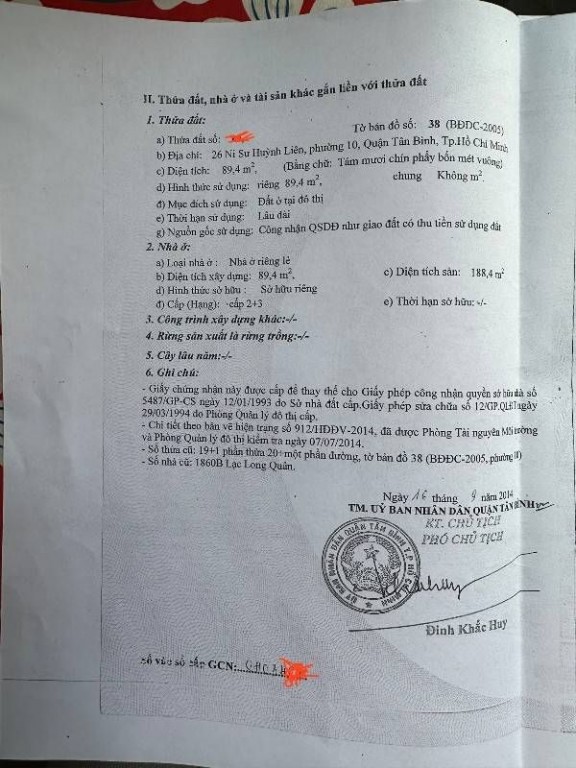 II. Thửa đất, nhà ở và tài sản khác gắn liền với thửa đất
1. Thửa đất:
a) Thửa đất số: Tờ bản đồ số: 38 (BĐDC-2005)
b) Địa chỉ: 26 Ni Sư Huỳnh Liên, phường 10, Quận Tân Bình, Tp.Hồ Chí Minh
c) Diện tích: 89,4 m², (Bằng chữ: Tám mươi chín phẩy bốn mét vuông)
d) Hình thức sử dụng: riêng 89,4 m², chung Không m².
đ) Mục đích sử dụng: Đất ở tại đô thị
e) Thời hạn sử dụng: Lâu dài
g) Nguồn gốc sử dụng: Công nhận QSDĐ như giao đất có thu tiền sử dụng đất
2. Nhà ở:
a) Loại nhà ở : Nhà ở riêng lẻ
b) Diện tích xây dựng: 89,4 m², c) Diện tích sàn: 188,4 m²
d) Hình thức sở hữu : Sở hữu riêng
đ) Cấp (Hạng): -cấp 2+3 e) Thời hạn sở hữu: -/-
3. Công trình xây dựng khác:-/-
4. Rừng sản xuất là rừng trồng:-/-
5. Cây lâu năm:-/-
6. Ghi chú:
- Giấy chứng nhận này được cấp để thay thế cho Giấy phép công nhận quyền sở hữu nhà số
5487/GP-CS ngày 12/01/1993 do Sở nhà đất cấp.Giấy phép sửa chữa số 12/GP.QLĐT ngày
29/03/1994 do Phòng Quản lý đô thị cấp.
- Chi tiết theo bản vẽ hiện trạng số 912/HĐĐV-2014, đã được Phòng Tài nguyên Môi trường
và Phòng Quản lý đô thị kiểm tra ngày 07/07/2014.
- Số thửa cũ: 19+1 phần thửa 20+một phần đường, tờ bản đồ 38 (BĐDC-2005, phường 10)
- Số nhà cũ: 1860B Lạc Long Quân.
Ngày 16 tháng 9 năm 2014
TM. UỶ BAN NHÂN DÂN QUẬN TÂN BÌNH
KT. CHỦ TỊCH
PHÓ CHỦ TỊCH
ỦY BAN NHÂN DÂN QUẬN TÂN BÌNH T.P HỒ CHÍ MINH
Đinh Khắc Huy
Số vào sổ cấp GCN: